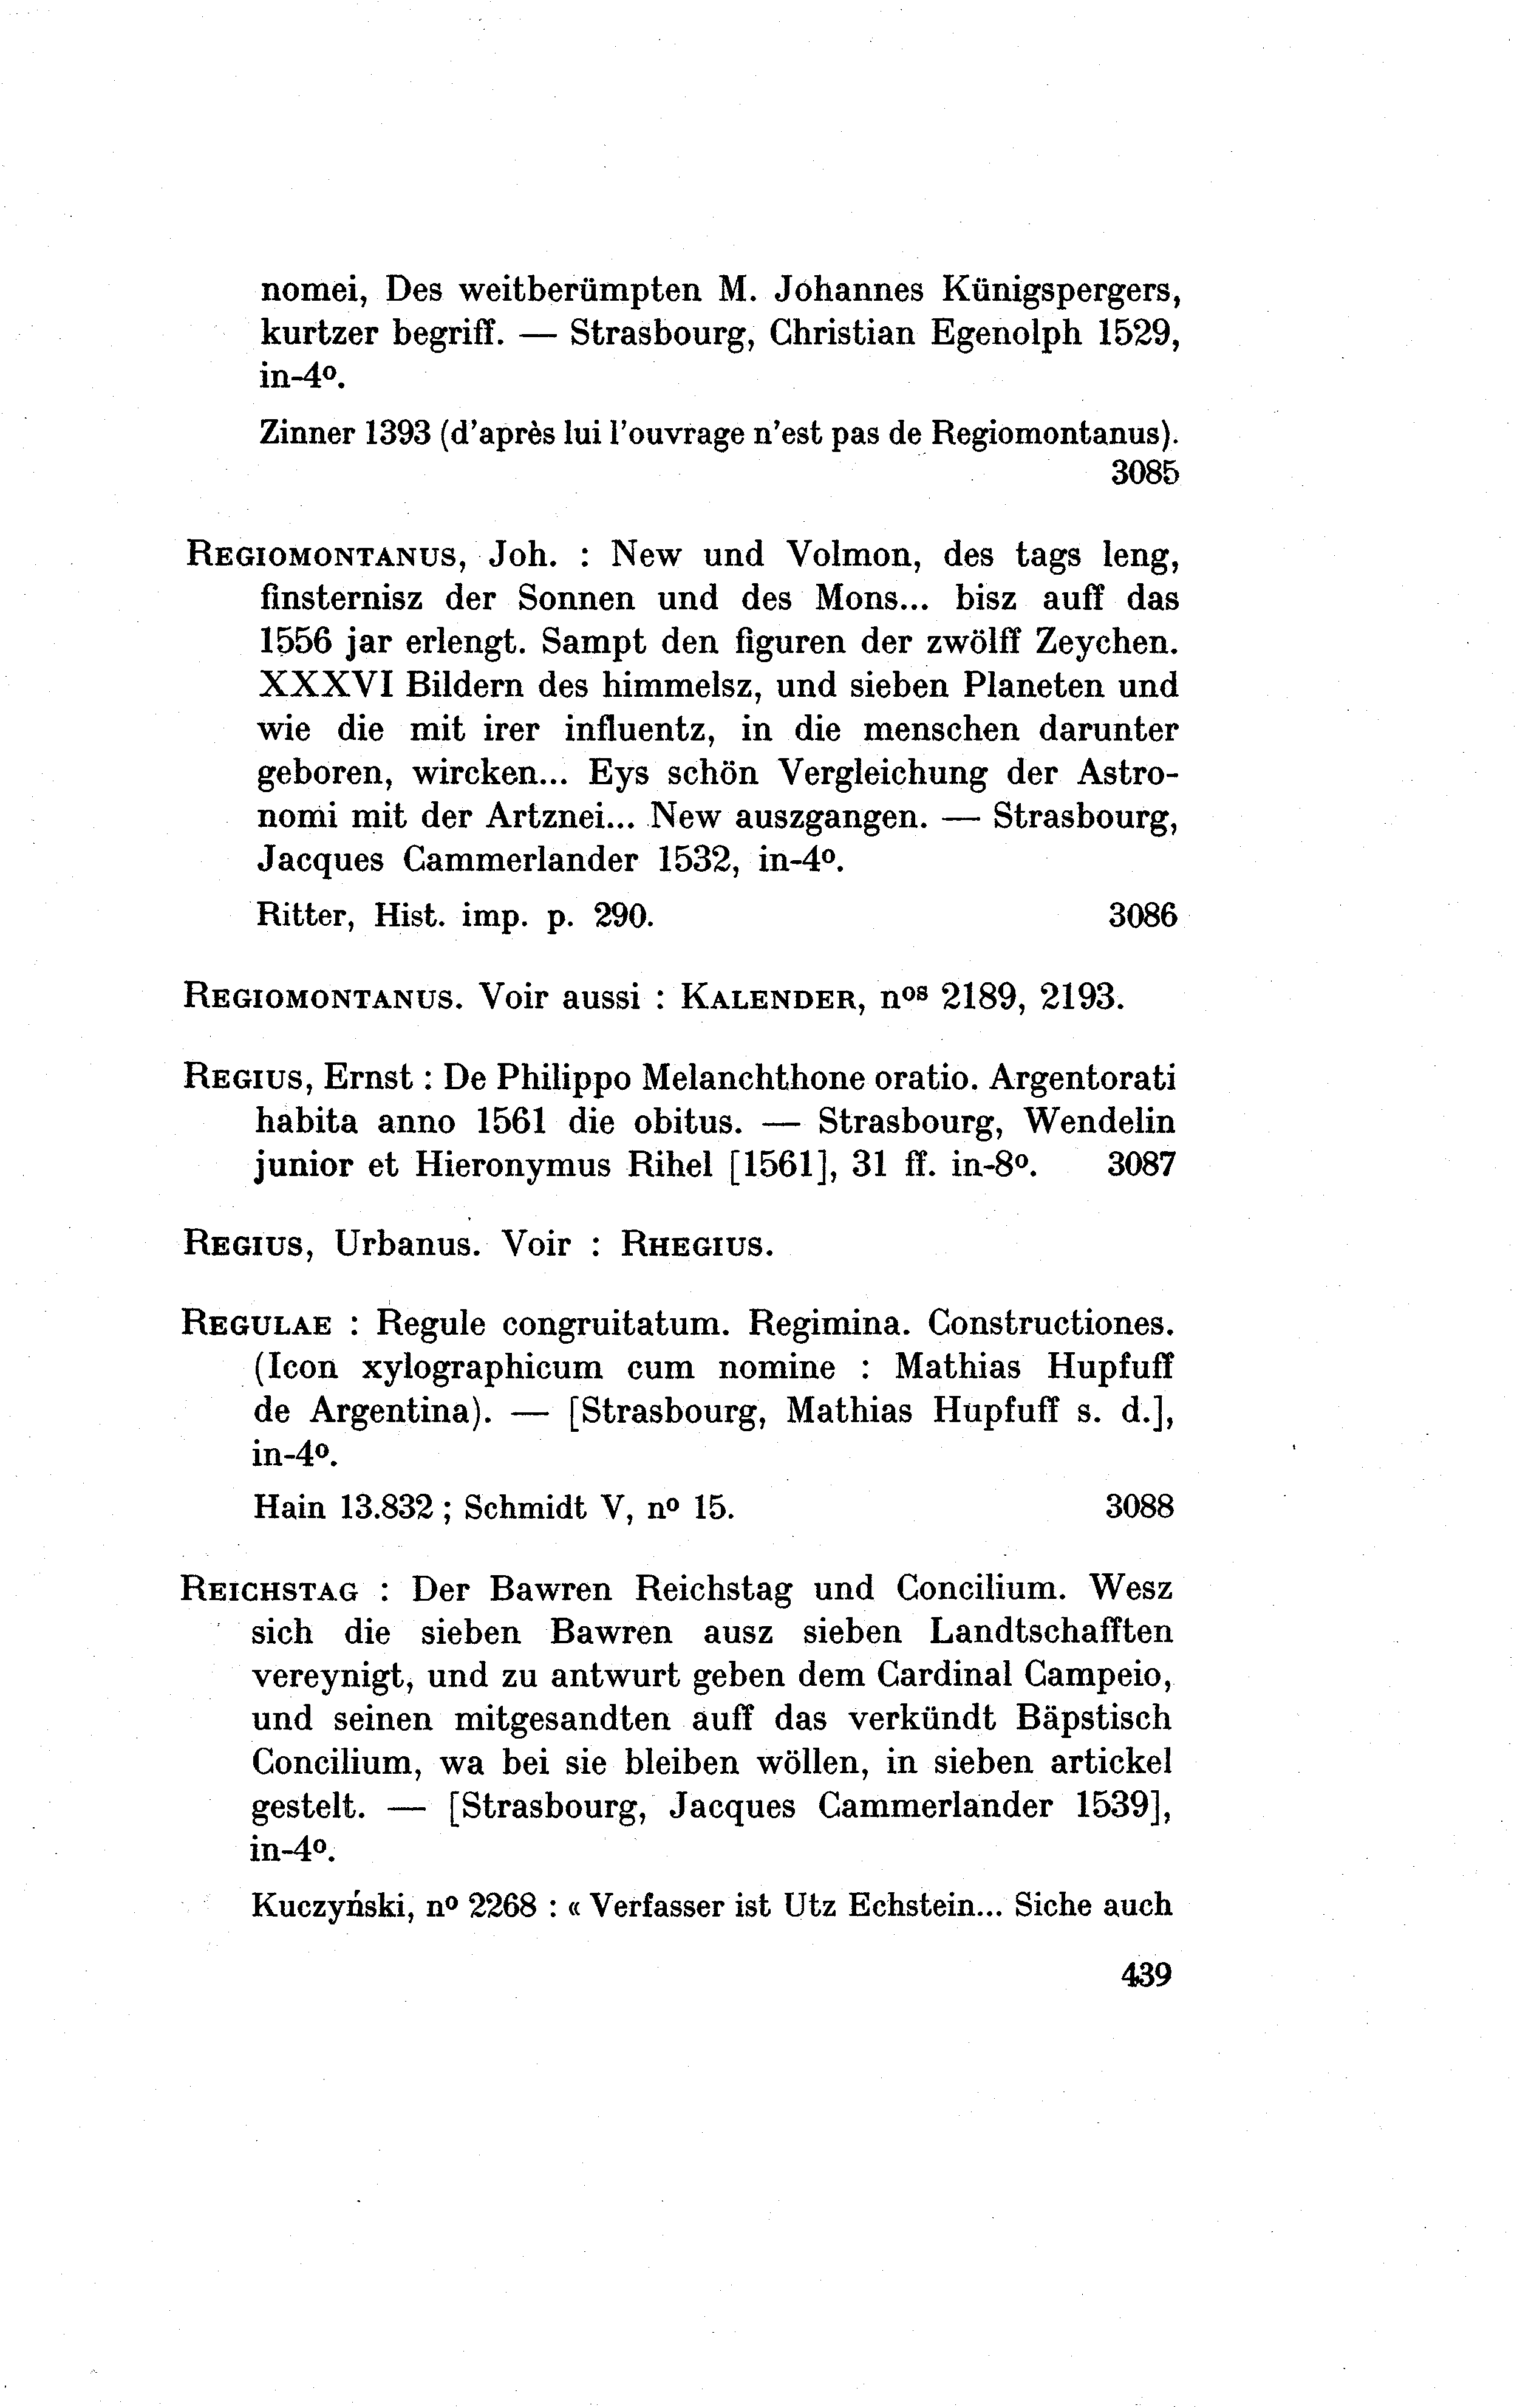 nomei, Des weitberümpten M. Johannes Künigspergers,
kurtzer begriff. — Strasbourg, Christian Egenolph 1529,
in-4º.
Zinner 1393 (d'après lui l'ouvrage n'est pas de Regiomontanus).
3085
REGIOMONTANUS, Joh. : New und Volmon, des tags leng,
finsternisz der Sonnen und des Mons... bisz auff das
1556 jar erlengt. Sampt den figuren der zwölff Zeychen.
XXXVI Bildern des himmelsz, und sieben Planeten und
wie die mit irer influentz, in die menschen darunter
geboren, wircken... Eys schön Vergleichung der Astro-
nomi mit der Artznei... New auszgangen. — Strasbourg,
Jacques Cammerlander 1532, in-4º.
Ritter, Hist. imp. p. 290. 3086
REGIOMONTANUS. Voir aussi : KALENDER, nos 2189, 2193.
REGIUS, Ernst : De Philippo Melanchthone oratio. Argentorati
habita anno 1561 die obitus. — Strasbourg, Wendelin
junior et Hieronymus Rihel [1561], 31 ff. in-8º. 3087
REGIUS, Urbanus. Voir : RHEGIUS.
REGULAE : Regule congruitatum. Regimina. Constructiones.
(Icon xylographicum cum nomine : Mathias Hupfuff
de Argentina). — [Strasbourg, Mathias Hupfuff s. d.],
in-4º.
Hain 13.832 ; Schmidt V, nº 15. 3088
REICHSTAG : Der Bawren Reichstag und Concilium. Wesz
sich die sieben Bawren ausz sieben Landtschafften
vereynigt, und zu antwurt geben dem Cardinal Campeio,
und seinen mitgesandten auff das verkündt Bäpstisch
Concilium, wa bei sie bleiben wöllen, in sieben artickel
gestelt. — [Strasbourg, Jacques Cammerlander 1539],
in-4º.
Kuczyński, nº 2268 : « Verfasser ist Utz Echstein... Siche auch
439